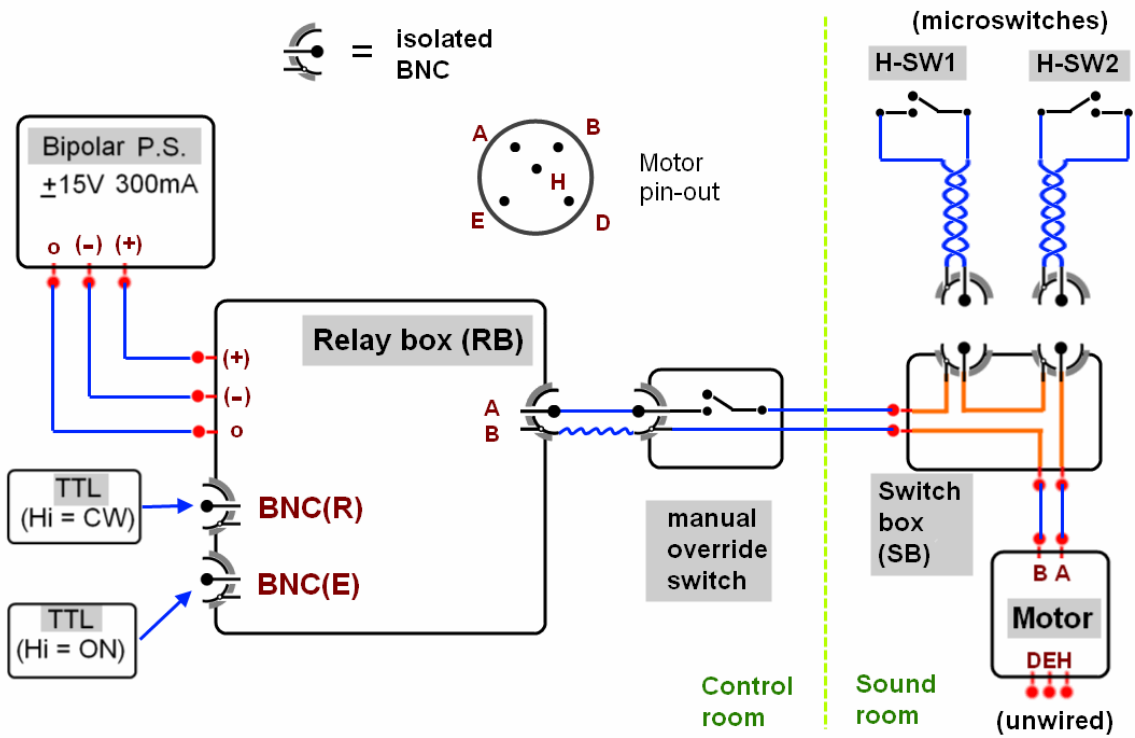 (microswitches)
= isolated
BNC
H-SW1
H-SW2
Bipolar P.S.
±15V 300mA
o (-) (+)
A
B
H
E
D
Motor
pin-out
Relay box (RB)
(+)
(-)
o
A
B
TTL
(Hi = CW)
BNC(R)
BNC(E)
TTL
(Hi = ON)
manual
override
switch
Switch
box
(SB)
B A
Motor
DEH
(unwired)
Control
room
Sound
room